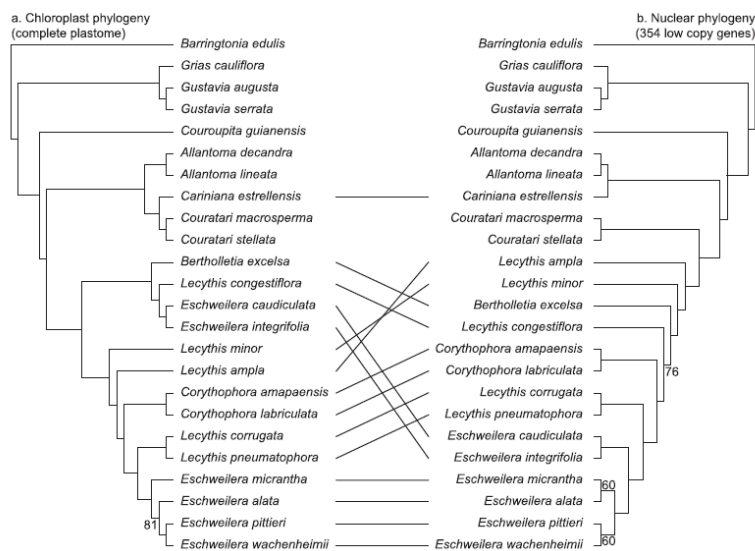 a. Chloroplast phylogeny
(complete plastome)
Barringtonia edulis
Grias cauliflora
Gustavia augusta
Gustavia serrata
Couroupita guianensis
Allantoma decandra
Allantoma lineata
Cariniana estrellensis
Couratari macrosperma
Couratari stellata
Bertholletia excelsa
Lecythis congestiflora
Eschweilera caudiculata
Eschweilera integrifolia
Lecythis minor
Lecythis ampla
Corythophora amapaensis
Corythophora labriculata
Lecythis corrugata
Lecythis pneumatophora
Eschweilera micrantha
Eschweilera alata
81
Eschweilera pittieri
Eschweilera wachenheimii
b. Nuclear phylogeny
(354 low copy genes)
Barringtonia edulis
Grias cauliflora
Gustavia augusta
Gustavia serrata
Couroupita guianensis
Allantoma decandra
Allantoma lineata
Cariniana estrellensis
Couratari macrosperma
Couratari stellata
Lecythis ampla
Lecythis minor
Bertholletia excelsa
Lecythis congestiflora
Corythophora amapaensis
76
Corythophora labriculata
Lecythis corrugata
Lecythis pneumatophora
Eschweilera caudiculata
Eschweilera integrifolia
Eschweilera micrantha
60
Eschweilera alata
Eschweilera pittieri
60
Eschweilera wachenheimii